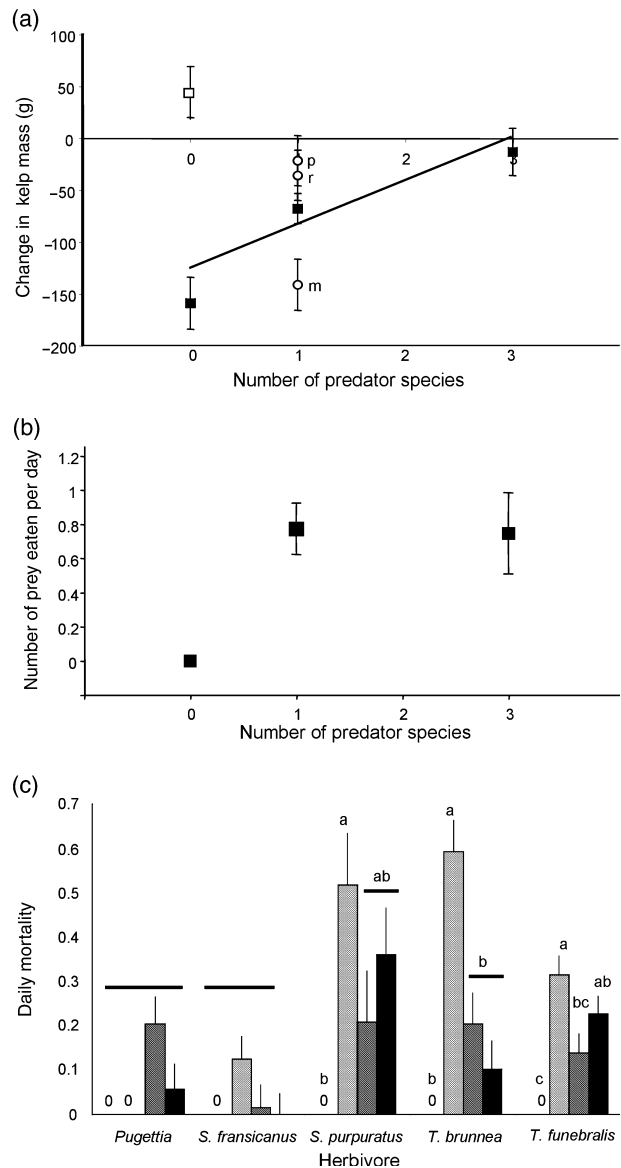 (a)
100
50
0
−50
−100
−150
−200
Change in kelp mass (g)
0
2
3
p
r
m
0
1
2
3
Number of predator species
(b)
1.2
1
0.8
0.6
0.4
0.2
0
Number of prey eaten per day
0
1
2
3
Number of predator species
(c)
0.7
0.6
0.5
0.4
0.3
0.2
0.1
0
Daily mortality
0 0
0
b
0
a
ab
b
0
a
b
c
0
a
bc
ab
Pugettia S. fransicanus S. purpuratus T. brunnea T. funebralis
Herbivore